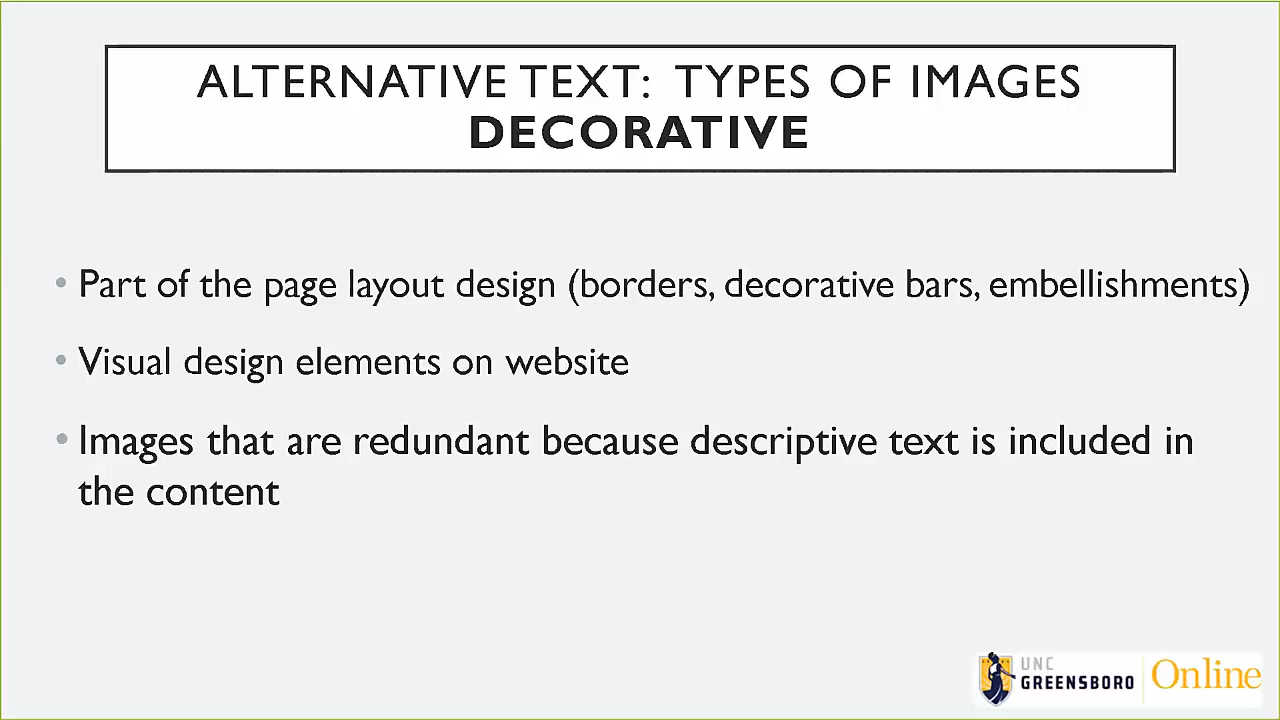 ALTERNATIVE TEXT: TYPES OF IMAGES
DECORATIVE
• Part of the page layout design (borders, decorative bars, embellishments)
• Visual design elements on website
• Images that are redundant because descriptive text is included in
the content
UNC
GREENSBORO
Online